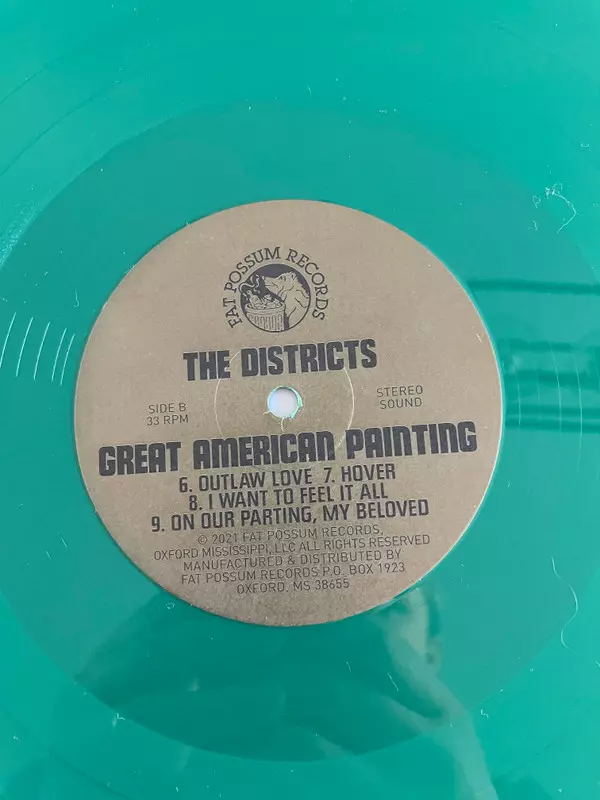 FAT POSSUM RECORDS
THE DISTRICTS
SIDE B
33 RPM
STEREO
SOUND
GREAT AMERICAN PAINTING
6. OUTLAW LOVE 7. HOVER
8. I WANT TO FEEL IT ALL
9. ON OUR PARTING, MY BELOVED
© 2021 FAT POSSUM RECORDS,
OXFORD MISSISSIPPI, LLC ALL RIGHTS RESERVED
MANUFACTURED & DISTRIBUTED BY
FAT POSSUM RECORDS P.O. BOX 1923
OXFORD, MS 38655